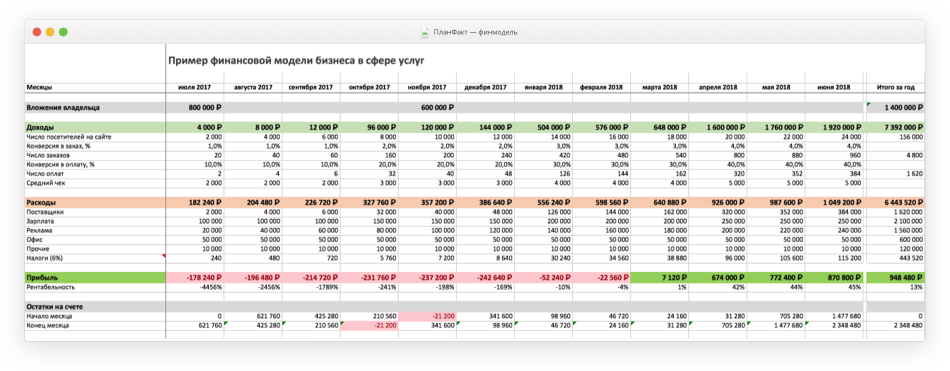 ПланФакт — финмодель
Пример финансовой модели бизнеса в сфере услуг
Месяцы июля 2017 августа 2017 сентября 2017 октября 2017 ноября 2017 декабря 2017 января 2018 февраля 2018 марта 2018 апреля 2018 мая 2018 июня 2018 Итого за год
Вложения владельца 800 000 ₽ 600 000 ₽ 1 400 000 ₽
Доходы 4 000 ₽ 8 000 ₽ 12 000 ₽ 96 000 ₽ 120 000 ₽ 144 000 ₽ 504 000 ₽ 576 000 ₽ 648 000 ₽ 1 600 000 ₽ 1 760 000 ₽ 1 920 000 ₽ 7 392 000 ₽
Число посетителей на сайте 2 000 4 000 6 000 8 000 10 000 12 000 14 000 16 000 18 000 20 000 22 000 24 000 156 000
Конверсия в заказ, % 1,0% 1,0% 1,0% 2,0% 2,0% 2,0% 3,0% 3,0% 3,0% 4,0% 4,0% 4,0%
Число заказов 20 40 60 160 200 240 420 480 540 800 880 960 4 800
Конверсия в оплату, % 10,0% 10,0% 10,0% 20,0% 20,0% 20,0% 30,0% 30,0% 30,0% 40,0% 40,0% 40,0%
Число оплат 2 4 6 32 40 48 126 144 162 320 352 384 1 620
Средний чек 2 000 2 000 2 000 3 000 3 000 3 000 4 000 4 000 4 000 5 000 5 000 5 000
Расходы 182 240 ₽ 204 480 ₽ 226 720 ₽ 327 760 ₽ 357 200 ₽ 386 640 ₽ 556 240 ₽ 598 560 ₽ 640 880 ₽ 926 000 ₽ 987 600 ₽ 1 049 200 ₽ 6 443 520 ₽
Поставщики 2 000 4 000 6 000 32 000 40 000 48 000 126 000 144 000 162 000 320 000 352 000 384 000 1 620 000
Зарплата 100 000 100 000 100 000 150 000 150 000 150 000 200 000 200 000 200 000 250 000 250 000 250 000 2 100 000
Реклама 20 000 40 000 60 000 80 000 100 000 120 000 140 000 160 000 180 000 200 000 220 000 240 000 1 560 000
Офис 50 000 50 000 50 000 50 000 50 000 50 000 50 000 50 000 50 000 50 000 50 000 50 000 600 000
Прочие 10 000 10 000 10 000 10 000 10 000 10 000 10 000 10 000 10 000 10 000 10 000 10 000 120 000
Налоги (6%) 240 480 720 5 760 7 200 8 640 30 240 34 560 38 880 96 000 105 600 115 200 443 520
Прибыль -178 240 ₽ -196 480 ₽ -214 720 ₽ -231 760 ₽ -237 200 ₽ -242 640 ₽ -52 240 ₽ -22 560 ₽ 7 120 ₽ 674 000 ₽ 772 400 ₽ 870 800 ₽ 948 480 ₽
Рентабельность -4456% -2456% -1789% -241% -198% -169% -10% -4% 1% 42% 44% 45% 13%
Остатки на счете
Начало месяца 0 621 760 425 280 210 560 -21 200 341 600 98 960 46 720 24 160 31 280 705 280 1 477 680 0
Конец месяца 621 760 425 280 210 560 -21 200 341 600 98 960 46 720 24 160 31 280 705 280 1 477 680 2 348 480 2 348 480